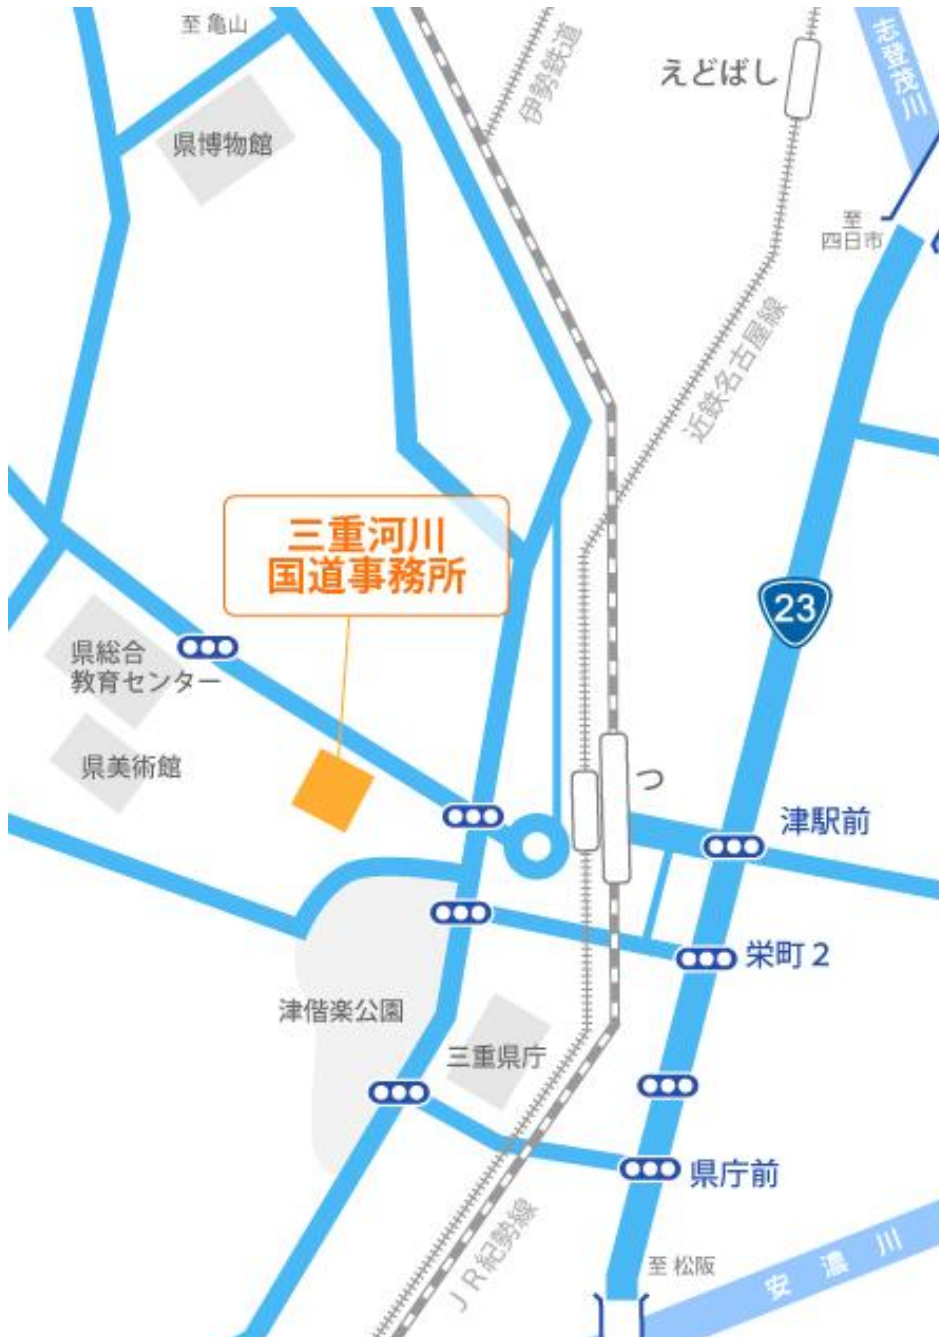 至 亀山
伊勢鉄道
えどばし
志登茂川
県博物館
至
四日市
近鉄名古屋線
三重河川
国道事務所
23
県総合
教育センター
県美術館
つ
津駅前
栄町2
津偕楽公園
三重県庁
県庁前
JR紀勢線
至 松阪
安濃川